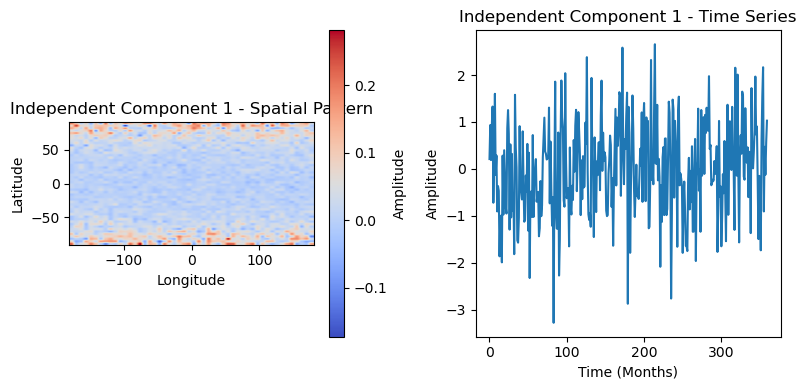 Independent Component 1 - Spatial Pattern
Latitude
50
0
−50
−100
0
100
Longitude
0.2
0.1
0.0
−0.1
Amplitude
Independent Component 1 - Time Series
Amplitude
2
1
0
−1
−2
−3
0
100
200
300
Time (Months)